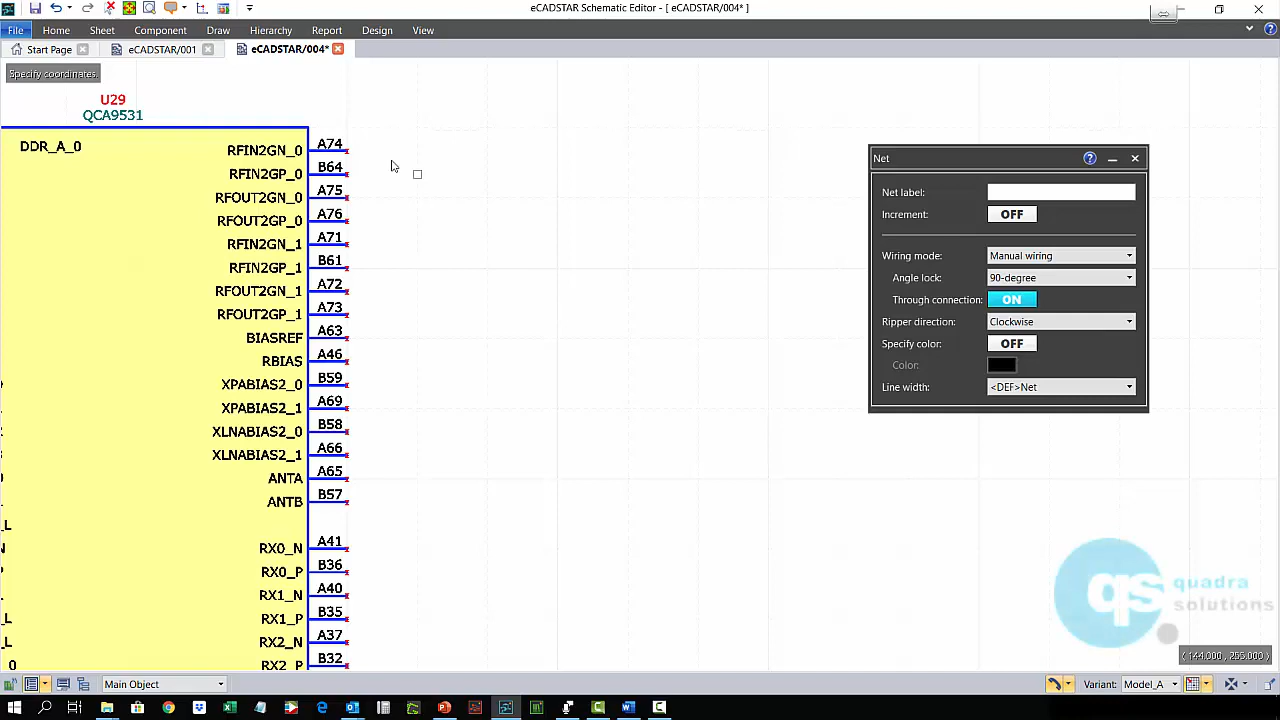 eCADSTAR Schematic Editor - [ eCADSTAR/004* ]
File Home Sheet Component Draw Hierarchy Report Design View
Start Page eCADSTAR/001 eCADSTAR/004*
Specify coordinates.
U29
QCA9531
DDR_A_0
RFIN2GN_0 A74
RFIN2GP_0 B64
RFOUT2GN_0 A75
RFOUT2GP_0 A76
RFIN2GN_1 A71
RFIN2GP_1 B61
RFOUT2GN_1 A72
RFOUT2GP_1 A73
BIASREF A63
RBIAS A46
XPABIAS2_0 B59
XPABIAS2_1 A69
XLNABIAS2_0 B58
XLNABIAS2_1 A66
ANTA A65
ANTB B57
RX0_N A41
RX0_P B36
RX1_N A40
RX1_P B35
RX2_N A37
RX2_P B32
_L
_L
_L
0
Net
Net label:
Increment: OFF
Wiring mode: Manual wiring
Angle lock: 90-degree
Through connection: ON
Ripper direction: Clockwise
Specify color: OFF
Color:
Line width: <DEF>Net
qs quadra
solutions
Main Object
Variant: Model_A